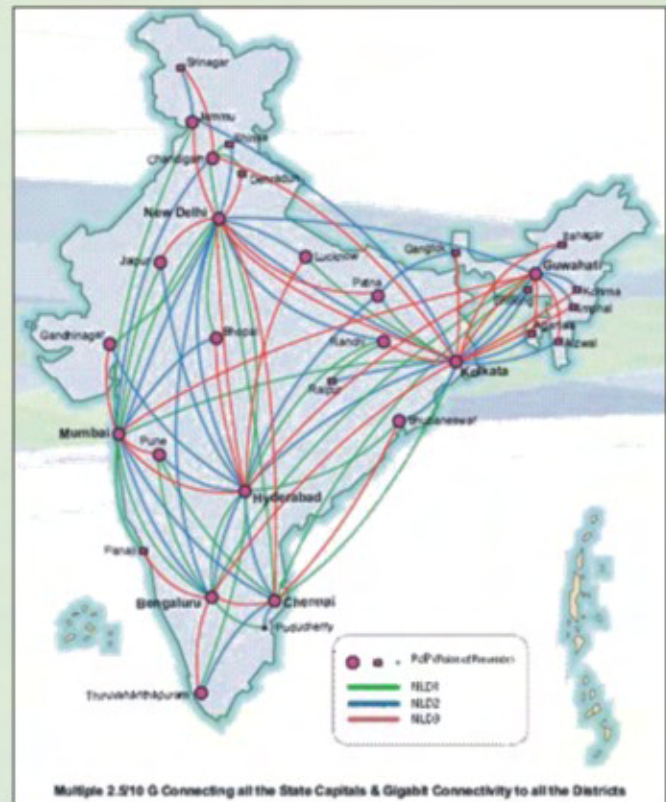 Srinagar
Jammu
Shimla
Chandigarh
Dehradun
New Delhi
Jaipur
Lucknow
Gangtok
Itanagar
Guwahati
Patna
Shillong
Kohima
Imphal
Gandhinagar
Bhopal
Ranchi
Agartala
Aizwal
Kolkata
Raipur
Mumbai
Pune
Bhubaneswar
Hyderabad
Panaji
Bengaluru
Chennai
Puducherry
PoP (Point of Presence)
NLD1
NLD2
NLD3
Thiruvananthapuram
Multiple 2.5/10 G Connecting all the State Capitals & Gigabit Connectivity to all the Districts